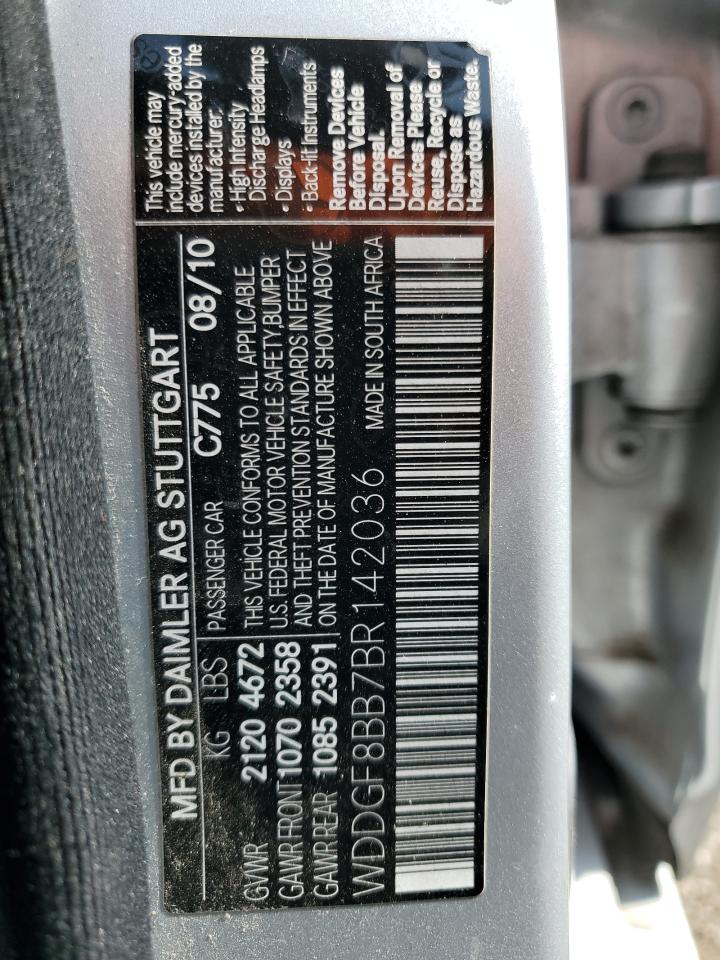 MFD BY DAIMLER AG STUTTGART
KG LBS PASSENGER CAR C775 08/10
GVWR 2120 4672
GAWR FRONT 1070 2358
GAWR REAR 1085 2391
THIS VEHICLE CONFORMS TO ALL APPLICABLE
U.S. FEDERAL MOTOR VEHICLE SAFETY, BUMPER
AND THEFT PREVENTION STANDARDS IN EFFECT
ON THE DATE OF MANUFACTURE SHOWN ABOVE
WDDGF8BB7BR142036 MADE IN SOUTH AFRICA
This vehicle may
include mercury-added
devices installed by the
manufacturer:
• High Intensity
Discharge Headlamps
• Displays
• Back-lit Instruments
Remove Devices
Before Vehicle
Disposal.
Upon Removal of
Devices Please
Reuse, Recycle or
Dispose as
Hazardous Waste.